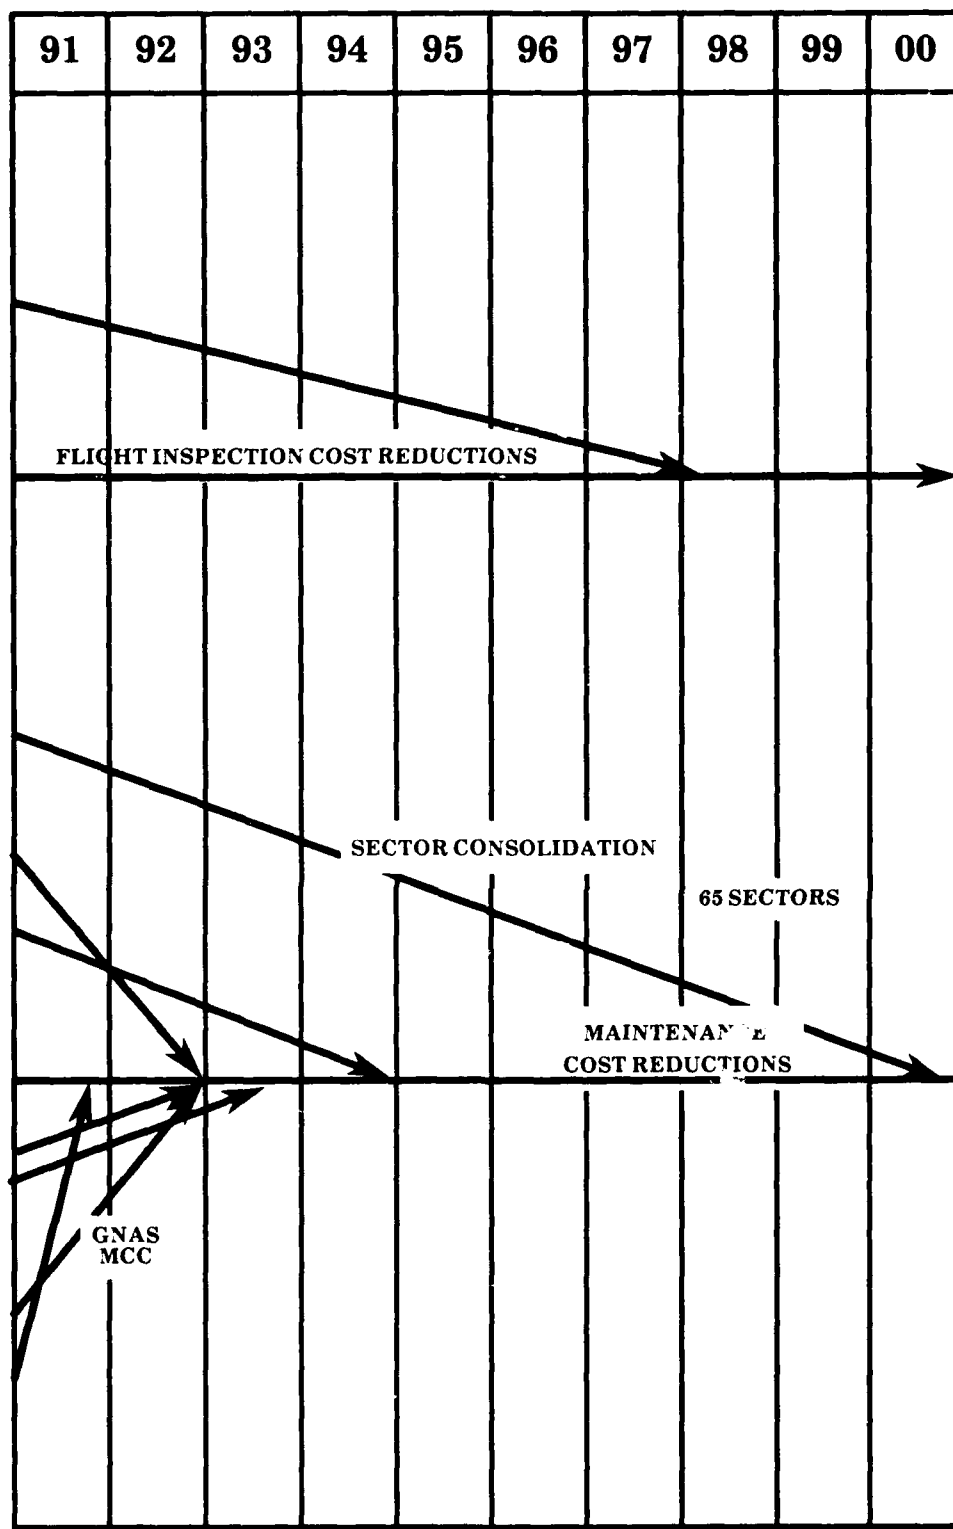 91 92 93 94 95 96 97 98 99 00
FLIGHT INSPECTION COST REDUCTIONS
SECTOR CONSOLIDATION
65 SECTORS
MAINTENANCE
COST REDUCTIONS
GNAS
MCC